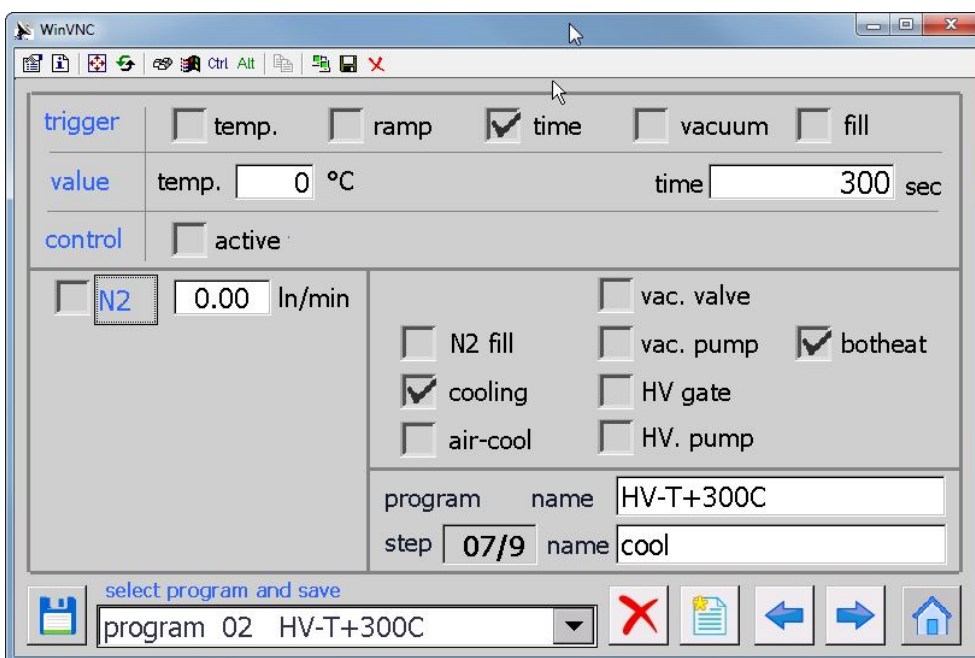 WinVNC
Ctrl Alt
trigger temp. ramp time vacuum fill
value temp. 0 °C time 300 sec
control active
N2 0.00 ln/min
vac. valve
N2 fill vac. pump botheat
cooling HV gate
air-cool HV. pump
program name HV-T+300C
step 07/9 name cool
select program and save
program 02 HV-T+300C